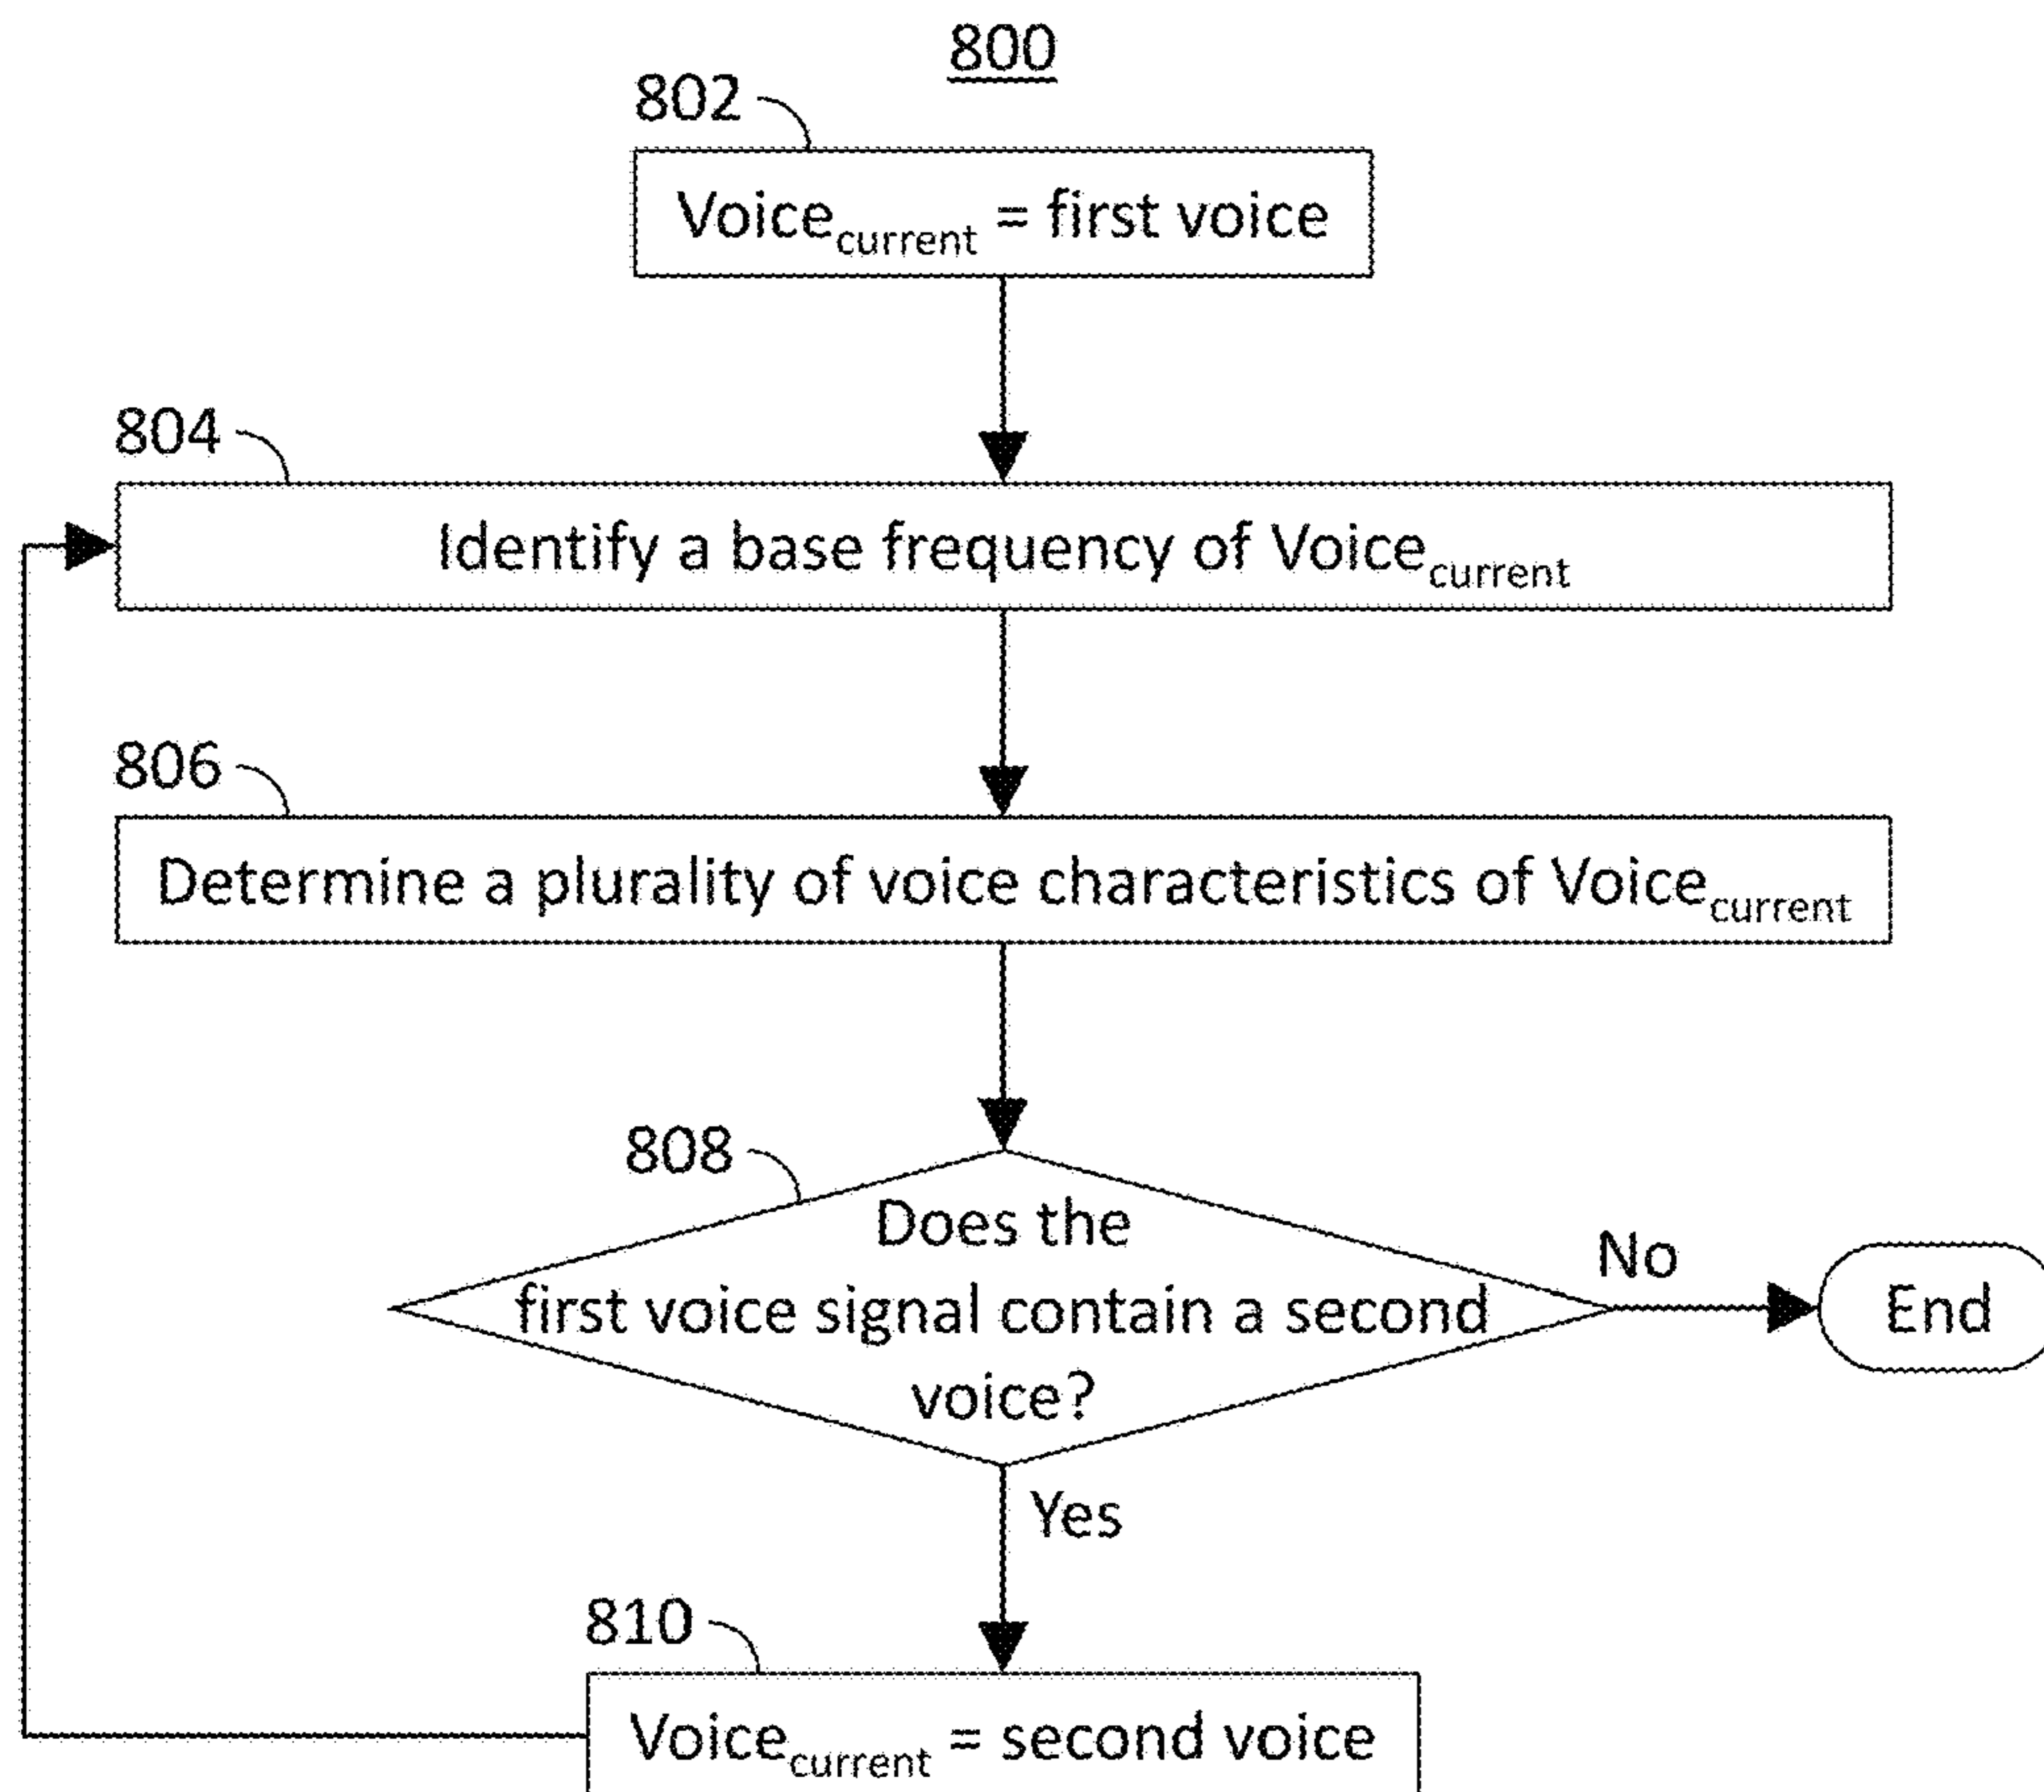 800
802
Voicecurrent = first voice
804
Identify a base frequency of Voicecurrent
806
Determine a plurality of voice characteristics of Voicecurrent
808
Does the
first voice signal contain a second
voice?
No
End
Yes
810
Voicecurrent = second voice